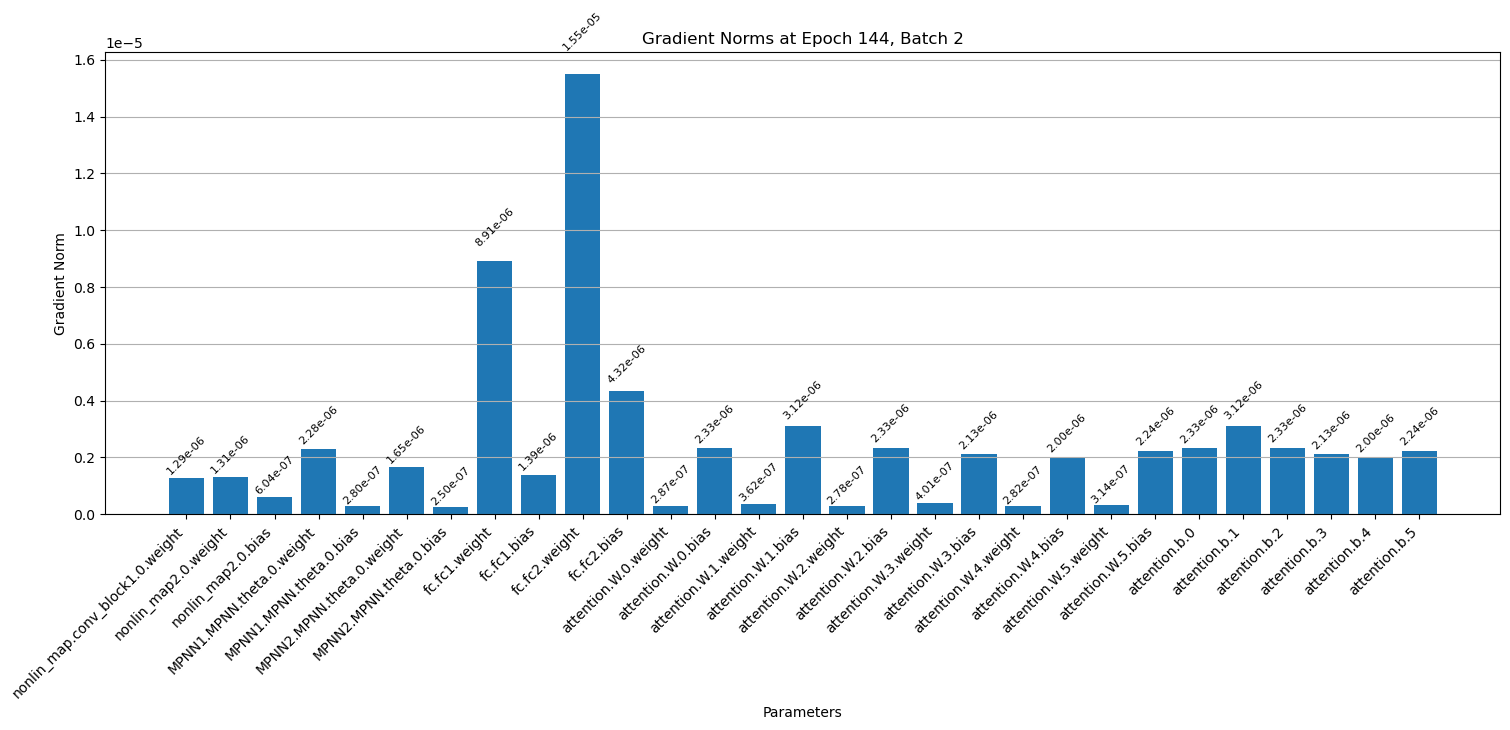 Gradient Norms at Epoch 144, Batch 2
1e−5
1.6
1.4
1.2
1.0
0.8
0.6
0.4
0.2
0.0
Gradient Norm
1.29e-06
1.31e-06
6.04e-07
2.28e-06
2.80e-07
1.65e-06
2.50e-07
8.91e-06
1.39e-06
1.55e-05
4.32e-06
2.87e-07
2.33e-06
3.62e-07
3.12e-06
2.78e-07
2.33e-06
4.01e-07
2.13e-06
2.82e-07
2.00e-06
3.14e-07
2.24e-06
2.33e-06
3.12e-06
2.33e-06
2.13e-06
2.00e-06
2.24e-06
nonlin_map.conv_block1.0.weight
nonlin_map2.0.weight
nonlin_map2.0.bias
MPNN1.MPNN.theta.0.weight
MPNN1.MPNN.theta.0.bias
MPNN2.MPNN.theta.0.weight
MPNN2.MPNN.theta.0.bias
fc.fc1.weight
fc.fc1.bias
fc.fc2.weight
fc.fc2.bias
attention.W.0.weight
attention.W.0.bias
attention.W.1.weight
attention.W.1.bias
attention.W.2.weight
attention.W.2.bias
attention.W.3.weight
attention.W.3.bias
attention.W.4.weight
attention.W.4.bias
attention.W.5.weight
attention.W.5.bias
attention.b.0
attention.b.1
attention.b.2
attention.b.3
attention.b.4
attention.b.5
Parameters